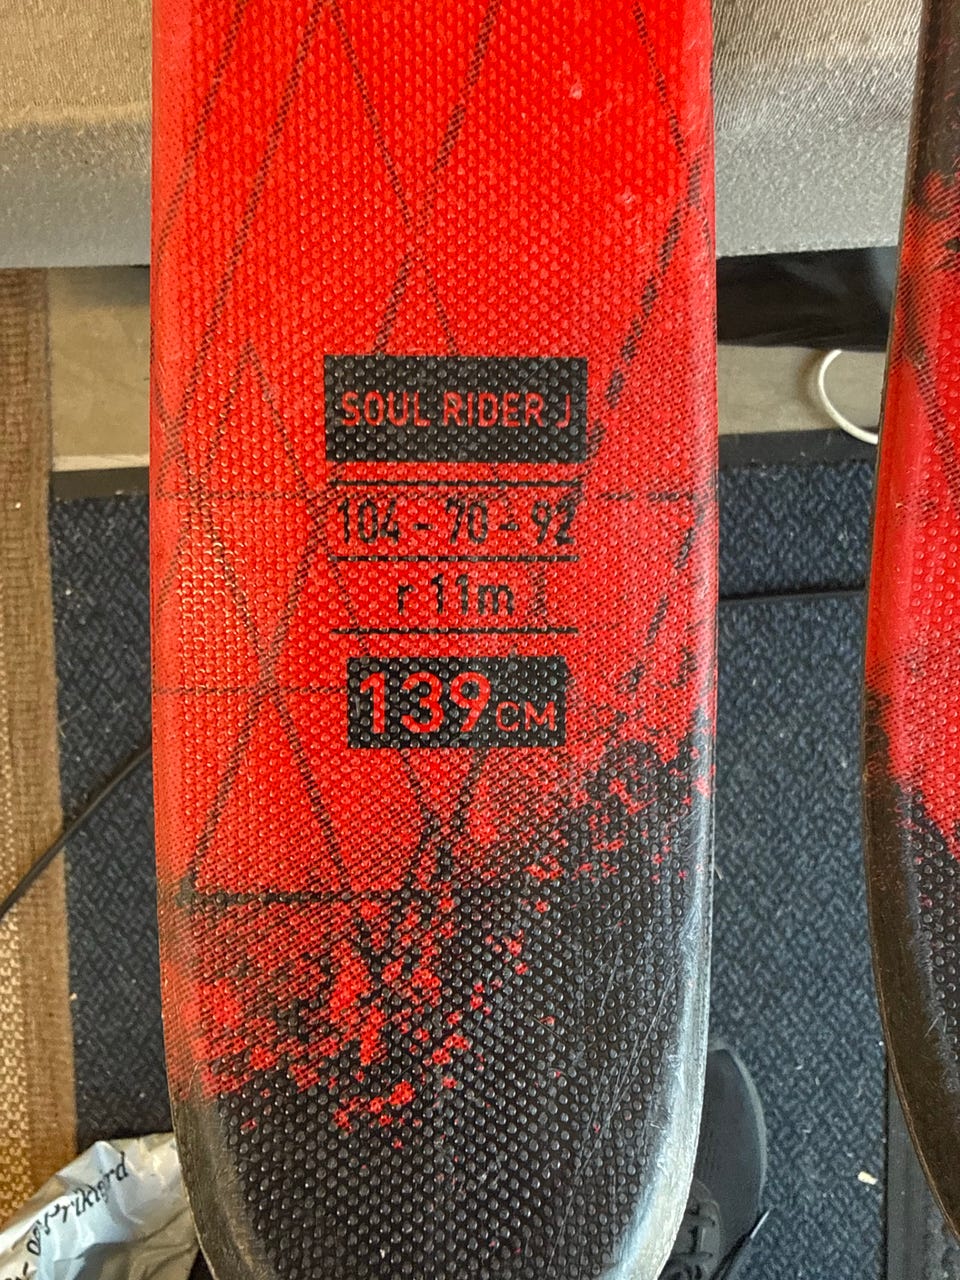 SOUL RIDER J
104 - 70 - 92
r 11m
139CM